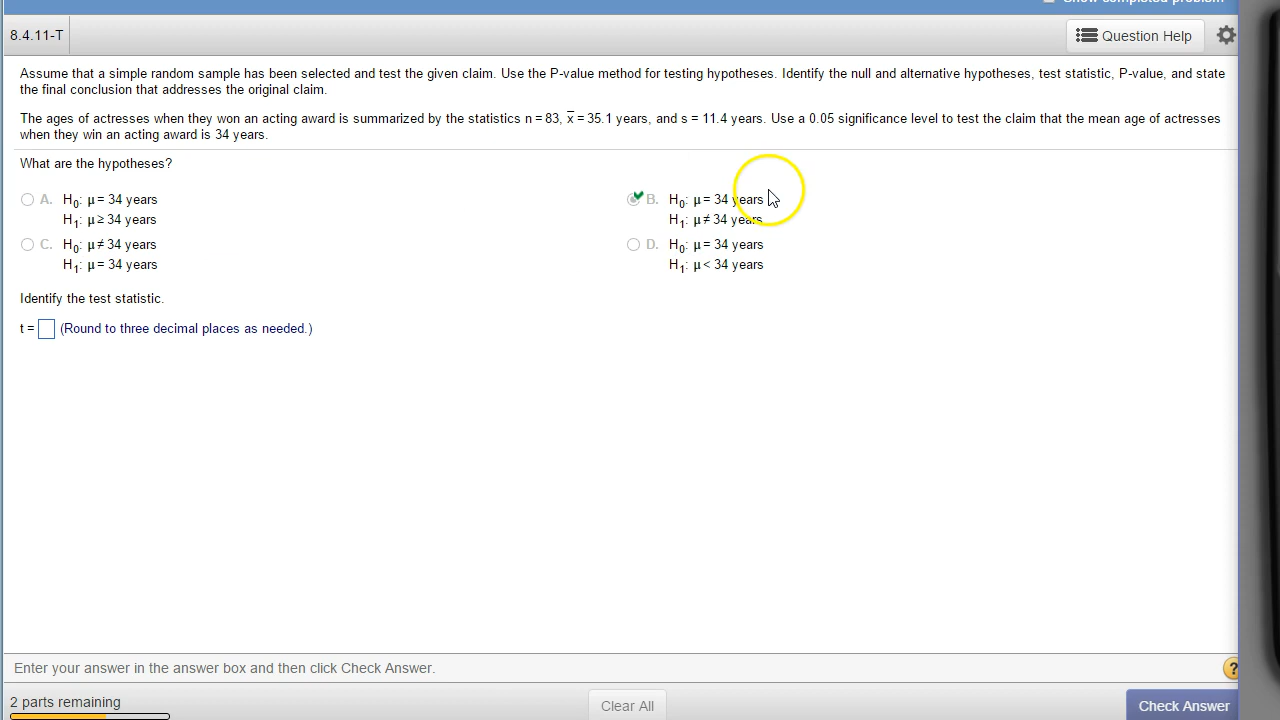 Show completed problem
8.4.11-T
Question Help
Assume that a simple random sample has been selected and test the given claim. Use the P-value method for testing hypotheses. Identify the null and alternative hypotheses, test statistic, P-value, and state
the final conclusion that addresses the original claim.
The ages of actresses when they won an acting award is summarized by the statistics n = 83, x̅ = 35.1 years, and s = 11.4 years. Use a 0.05 significance level to test the claim that the mean age of actresses
when they win an acting award is 34 years.
What are the hypotheses?
A. H₀: μ = 34 years
H₁: μ ≥ 34 years
B. H₀: μ = 34 years
H₁: μ ≠ 34 years
C. H₀: μ ≠ 34 years
H₁: μ = 34 years
D. H₀: μ = 34 years
H₁: μ < 34 years
Identify the test statistic.
t = (Round to three decimal places as needed.)
Enter your answer in the answer box and then click Check Answer.
?
2 parts remaining
Clear All
Check Answer